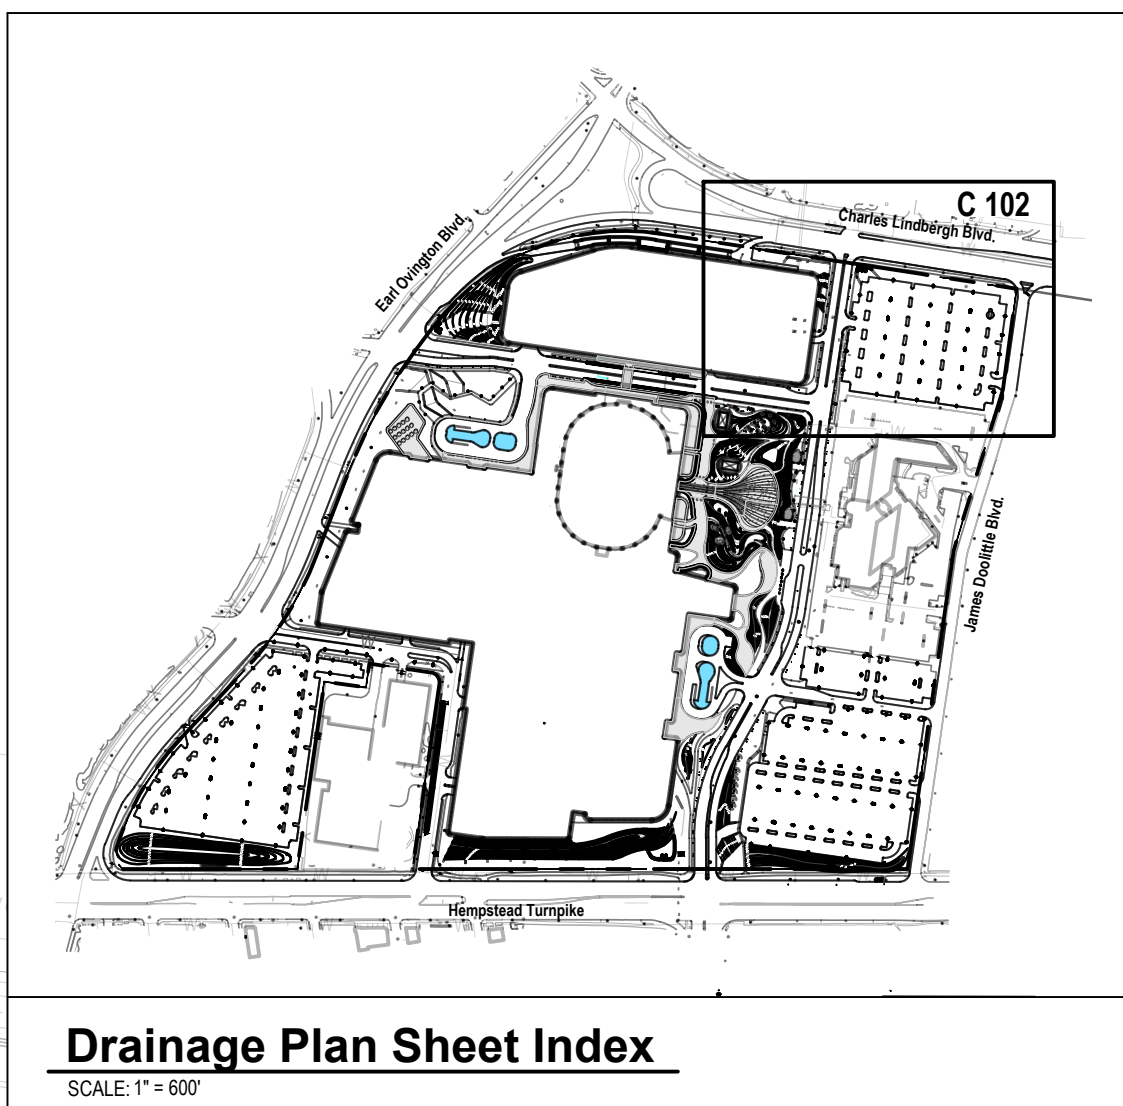 C 102
Charles Lindbergh Blvd.
Earl Ovington Blvd.
W
W
James Doolittle Blvd.
W
W
W
W
Hempstead Turnpike
W
W
Drainage Plan Sheet Index
SCALE: 1" = 600'